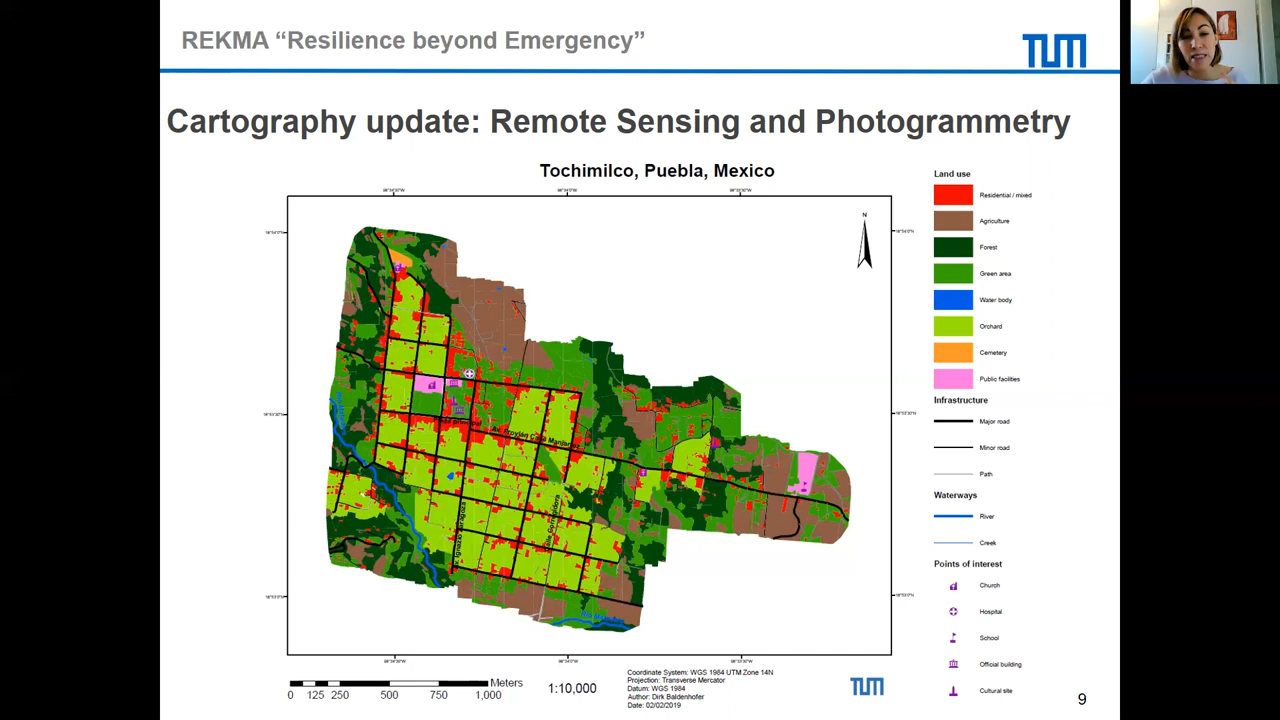 REKMA “Resilience beyond Emergency”
TUM
Cartography update: Remote Sensing and Photogrammetry
Tochimilco, Puebla, Mexico
N
Land use
Residential / mixed
Agriculture
Forest
Green area
Water body
Orchard
Cemetery
Public facilities
Infrastructure
Major road
Minor road
Path
Waterways
River
Creek
Points of interest
Church
Hospital
School
Official building
Cultural site
Meters
0 125 250 500 750 1,000
1:10,000
Coordinate System: WGS 1984 UTM Zone 14N
Projection: Transverse Mercator
Datum: WGS 1984
Author: Dirk Baldenhofer
Date: 02/02/2019
TUM
9